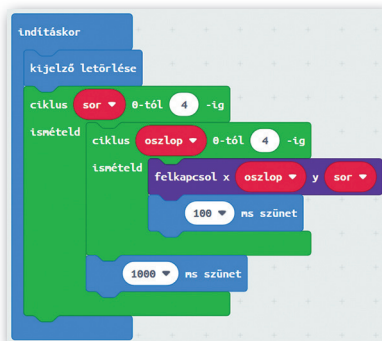 indításkor
kijelző letörlése
ciklus sor 0-tól 4 -ig
ismételd
ciklus oszlop 0-tól 4 -ig
ismételd
felkapcsol x oszlop y sor
100 ms szünet
1000 ms szünet